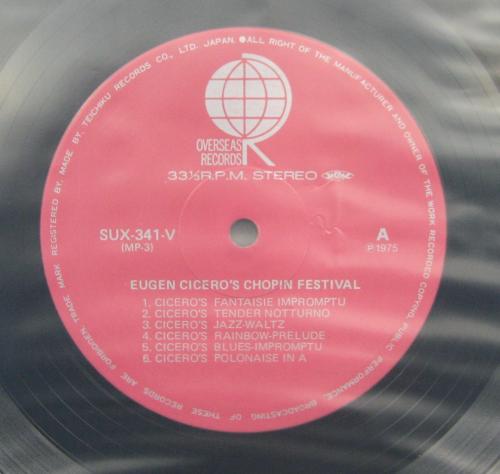 TRADE MARK REGISTERED BY. MADE BY. TEICHIKU RECORDS CO., LTD. JAPAN. ●ALL RIGHT OF THE MANUFACTURER AND OWNER OF THE WORK RECORDED COPYING PUBLIC PERFORMANCE, BROADCASTING OF THESE RECORDS ARE FORBIDDEN.
OVERSEAS
RECORDS
33⅓R.P.M. STEREO
SUX-341-V
(MP-3)
A
P 1975
EUGEN CICERO'S CHOPIN FESTIVAL
1. CICERO'S FANTAISIE IMPROMPTU
2. CICERO'S TENDER NOTTURNO
3. CICERO'S JAZZ-WALTZ
4. CICERO'S RAINBOW-PRELUDE
5. CICERO'S BLUES-IMPROMPTU
6. CICERO'S POLONAISE IN A